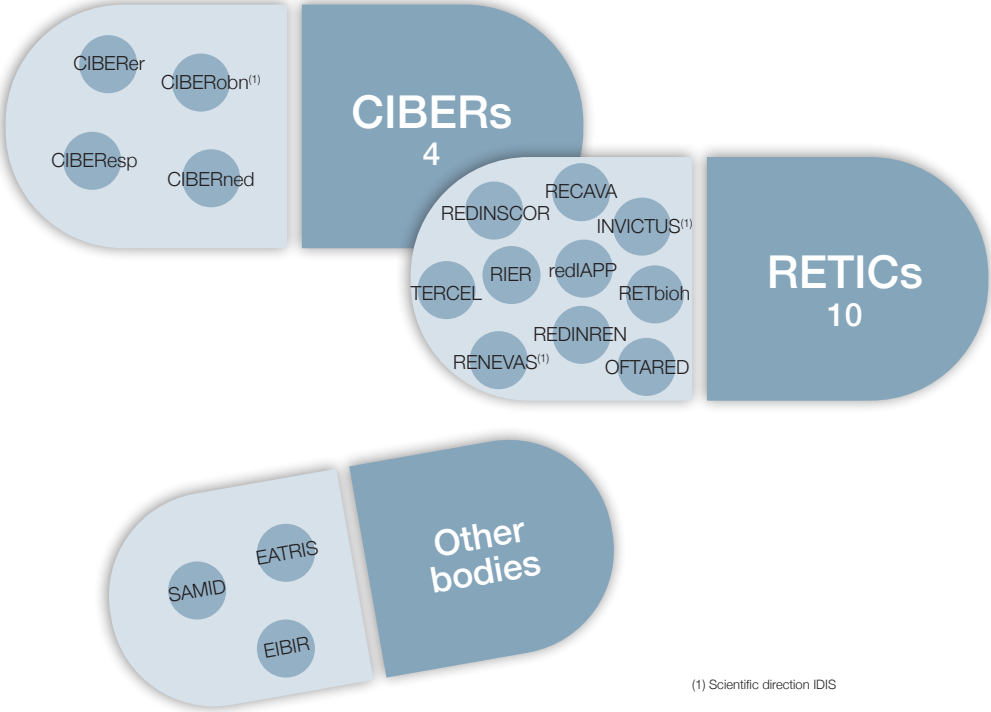 CIBERer
CIBERobn(1)
CIBEResp
CIBERned
CIBERs
4
RECAVA
REDINSCOR
INVICTUS(1)
RIER
redIAPP
TERCEL
RETbioh
REDINREN
RENEVAS(1)
OFTARED
RETICs
10
EATRIS
SAMID
EIBIR
Other
bodies
(1) Scientific direction IDIS